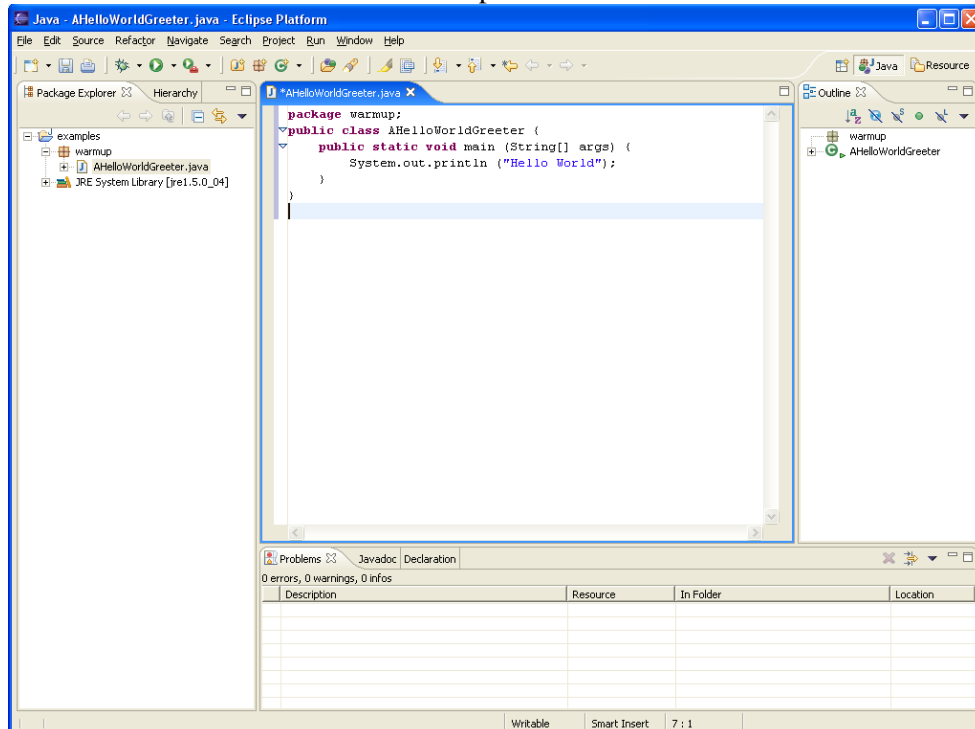 Java - AHelloWorldGreeter.java - Eclipse Platform
File Edit Source Refactor Navigate Search Project Run Window Help
Java Resource
Package Explorer Hierarchy
*AHelloWorldGreeter.java
Outline
examples
warmup
AHelloWorldGreeter.java
JRE System Library [jre1.5.0_04]
package warmup;
public class AHelloWorldGreeter {
public static void main (String[] args) {
System.out.println ("Hello World");
}
}
warmup
AHelloWorldGreeter
Problems Javadoc Declaration
0 errors, 0 warnings, 0 infos
Description Resource In Folder Location
Writable Smart Insert 7 : 1